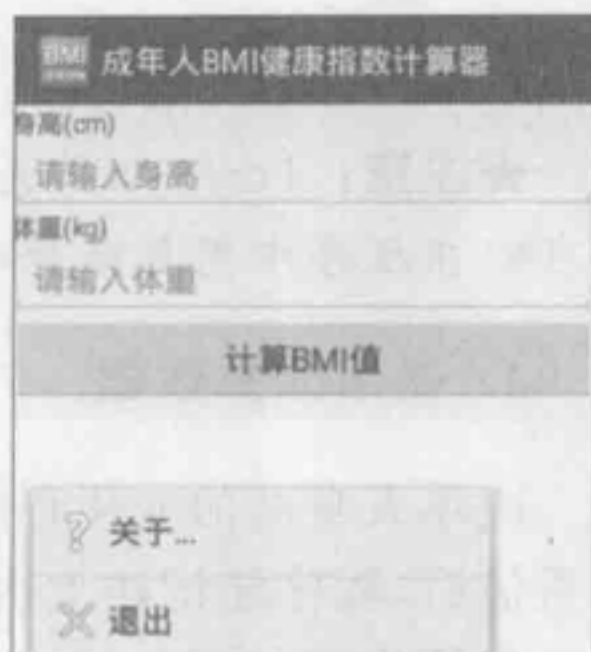 BMI 成年人BMI健康指数计算器
身高(cm)
请输入身高
体重(kg)
请输入体重
计算BMI值
关于...
退出